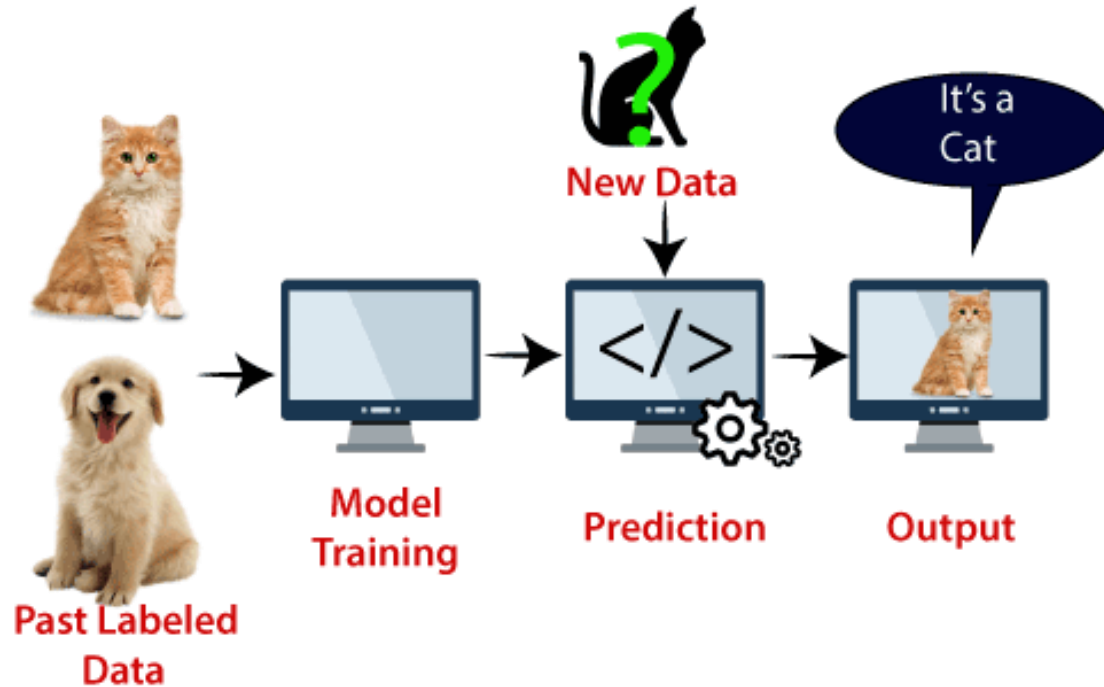 It's a
Cat
?
New Data
</>
Model
Training
Prediction
Output
Past Labeled
Data